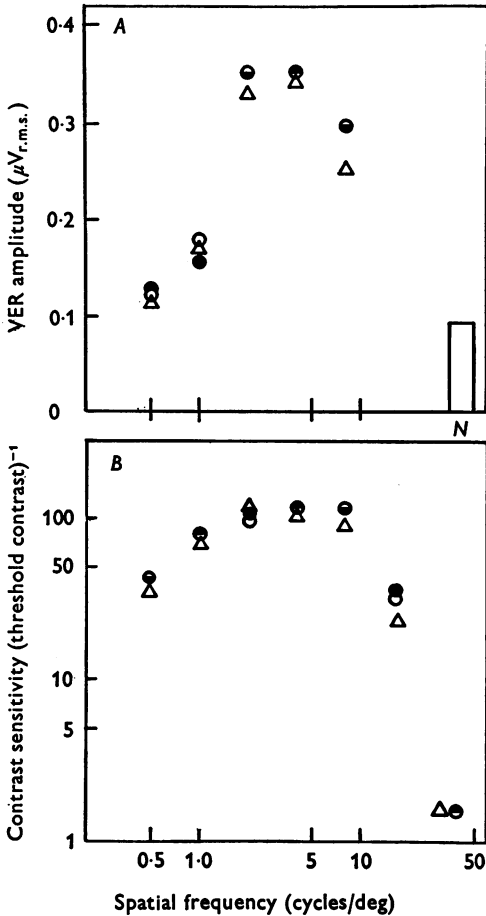 A
0·4
0·3
0·2
0·1
0
VER amplitude (μV r.m.s.)
N
B
100
50
10
5
1
Contrast sensitivity (threshold contrast)⁻¹
0·5 1·0 5 10 50
Spatial frequency (cycles/deg)